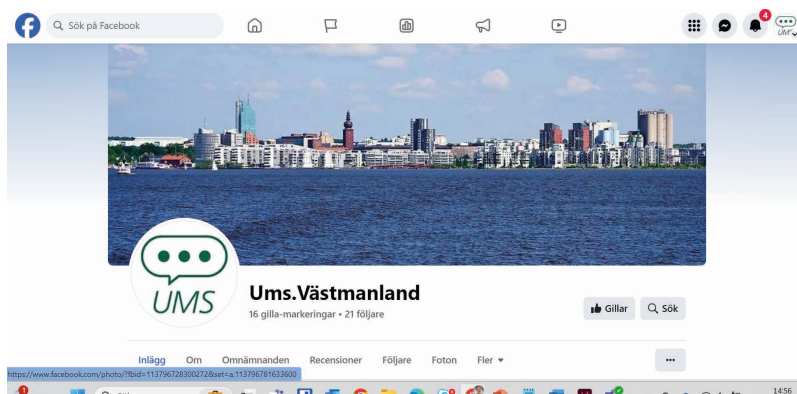 Sök på Facebook
4
UMS
UMS
Ums.Västmanland
16 gilla-markeringar • 21 följare
Gillar
Sök
Inlägg Om Omnämnanden Recensioner Följare Foton Fler
https://www.facebook.com/photo/?fbid=113796728300272&set=a.113796781633600
14:56